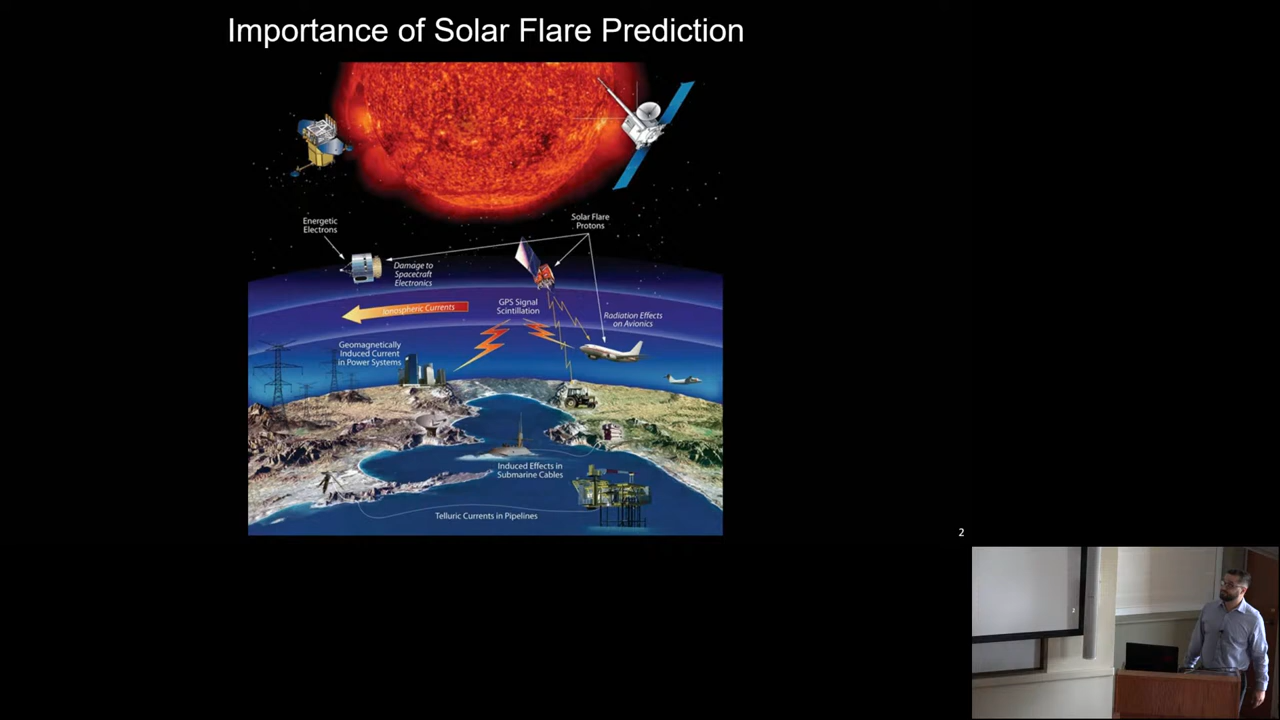 Importance of Solar Flare Prediction
Energetic
Electrons
Solar Flare
Protons
Damage to
Spacecraft
Electronics
Ionospheric Currents
GPS Signal
Scintillation
Radiation Effects
on Avionics
Geomagnetically
Induced Current
in Power Systems
Induced Effects in
Submarine Cables
Telluric Currents in Pipelines
2